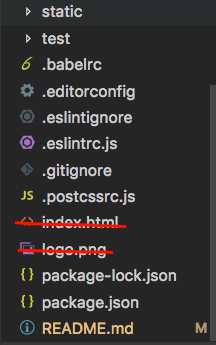 static
test
.babelrc
.editorconfig
.eslintignore
.eslintrc.js
.gitignore
JS .postcssrc.js
<> index.html
logo.png
{} package-lock.json
{} package.json
README.md M